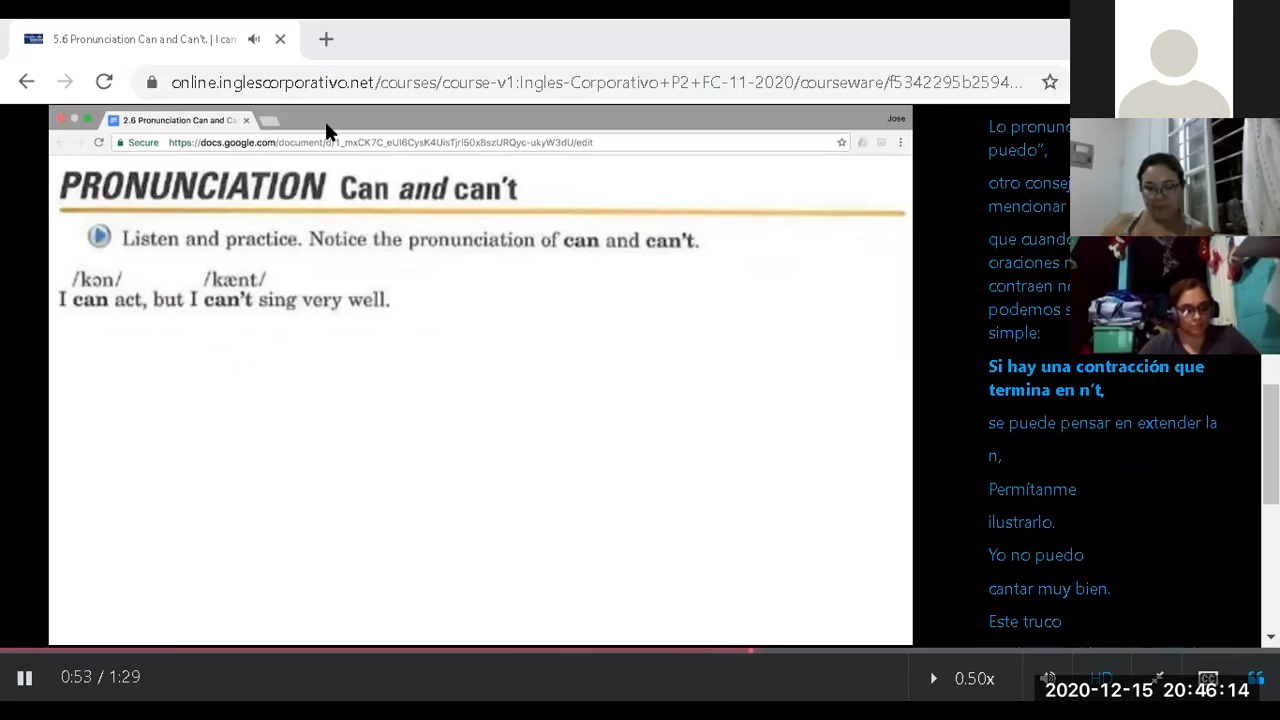 5.6 Pronunciation Can and Can't. | I can
online.inglescorporativo.net/courses/course-v1:Ingles-Corporativo+P2+FC-11-2020/courseware/f5342295b2594...
2.6 Pronunciation Can and Ca
Jose
Secure
PRONUNCIATION Can and can't
Listen and practice. Notice the pronunciation of can and can't.
/kən/ /kænt/
I can act, but I can't sing very well.
Lo pronunc
puedo”,
otro consej
mencionar
que cuando
oraciones n
contraen no
podemos s
simple:
Si hay una contracción que
termina en n´t,
se puede pensar en extender la
n,
Permítanme
ilustrarlo.
Yo no puedo
cantar muy bien.
Este truco
0:53 / 1:29
0.50x
HD
CC
2020-12-15 20:46:14